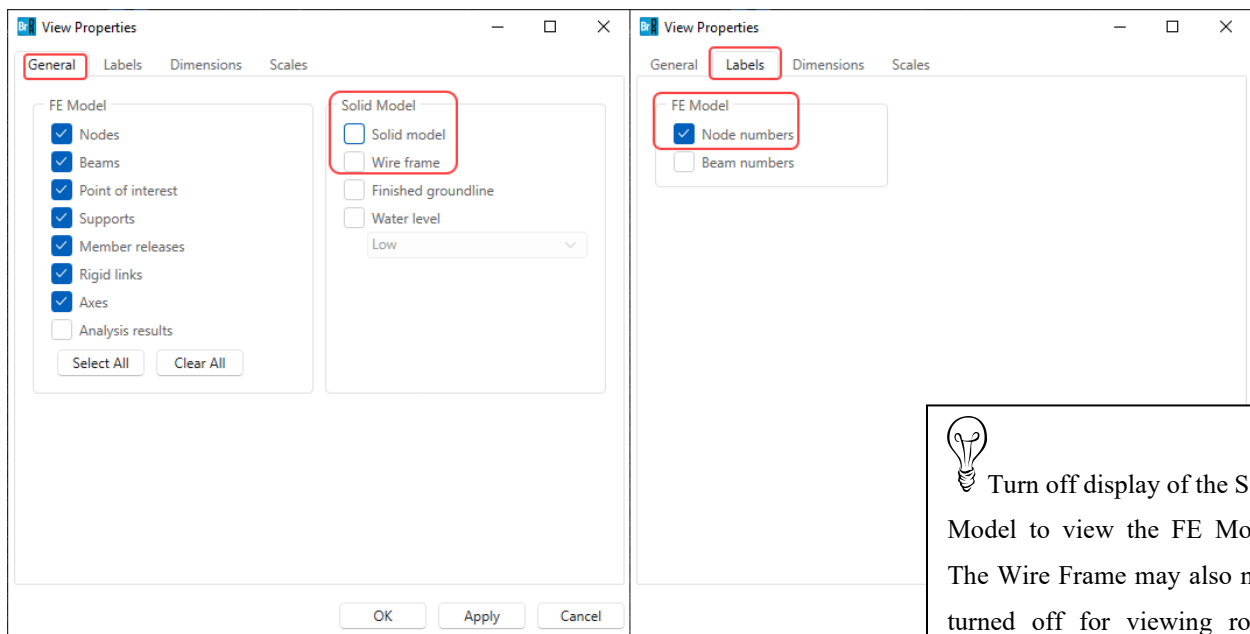 View Properties
General Labels Dimensions Scales
FE Model
Nodes
Beams
Point of interest
Supports
Member releases
Rigid links
Axes
Analysis results
Select All Clear All
Solid Model
Solid model
Wire frame
Finished groundline
Water level
Low
OK Apply Cancel
View Properties
General Labels Dimensions Scales
FE Model
Node numbers
Beam numbers
Turn off display of the
Model to view the FE
The Wire Frame may also
turned off for viewing